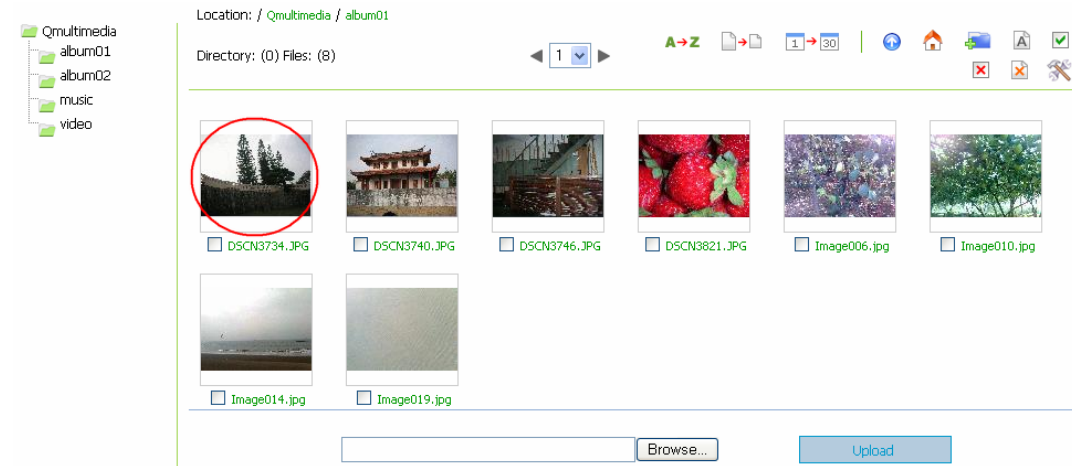 Location: / Qmultimedia / album01
Qmultimedia
album01
album02
music
video
Directory: (0) Files: (8)
1
A→Z
1→30
A
DSCN3734.JPG
DSCN3740.JPG
DSCN3746.JPG
DSCN3821.JPG
Image006.jpg
Image010.jpg
Image014.jpg
Image019.jpg
Browse...
Upload